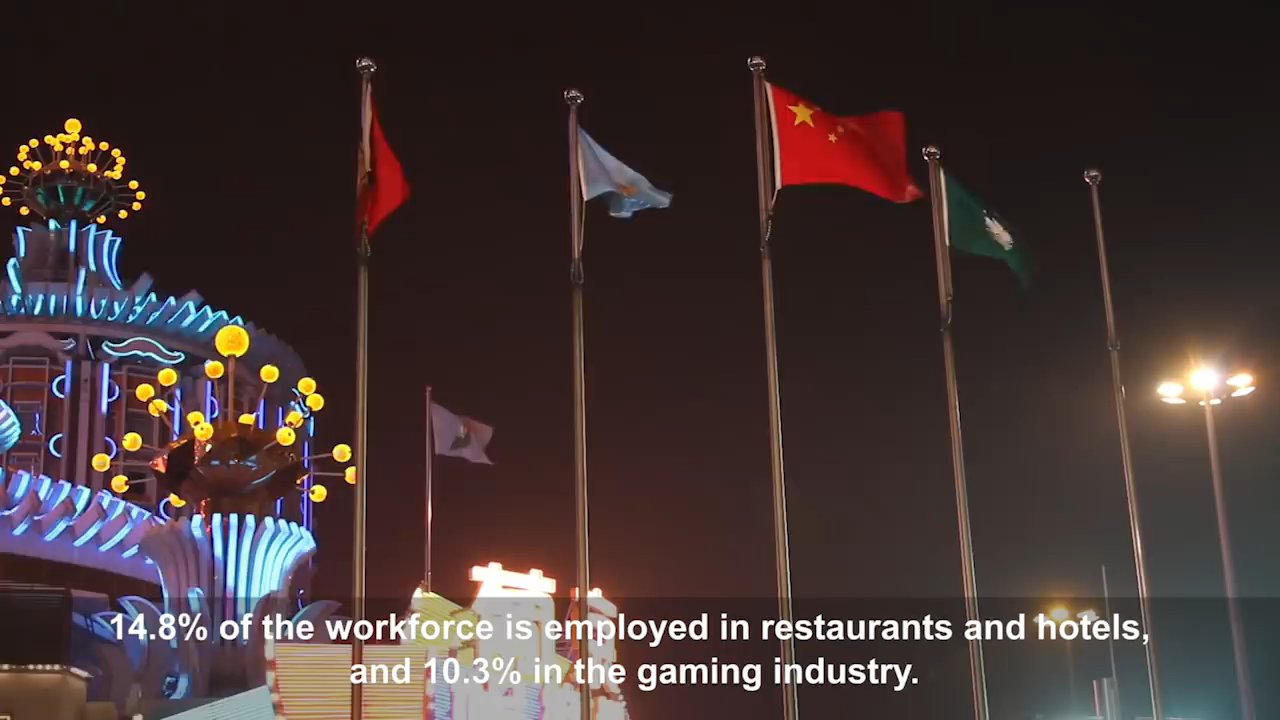 14.8% of the workforce is employed in restaurants and hotels,
and 10.3% in the gaming industry.